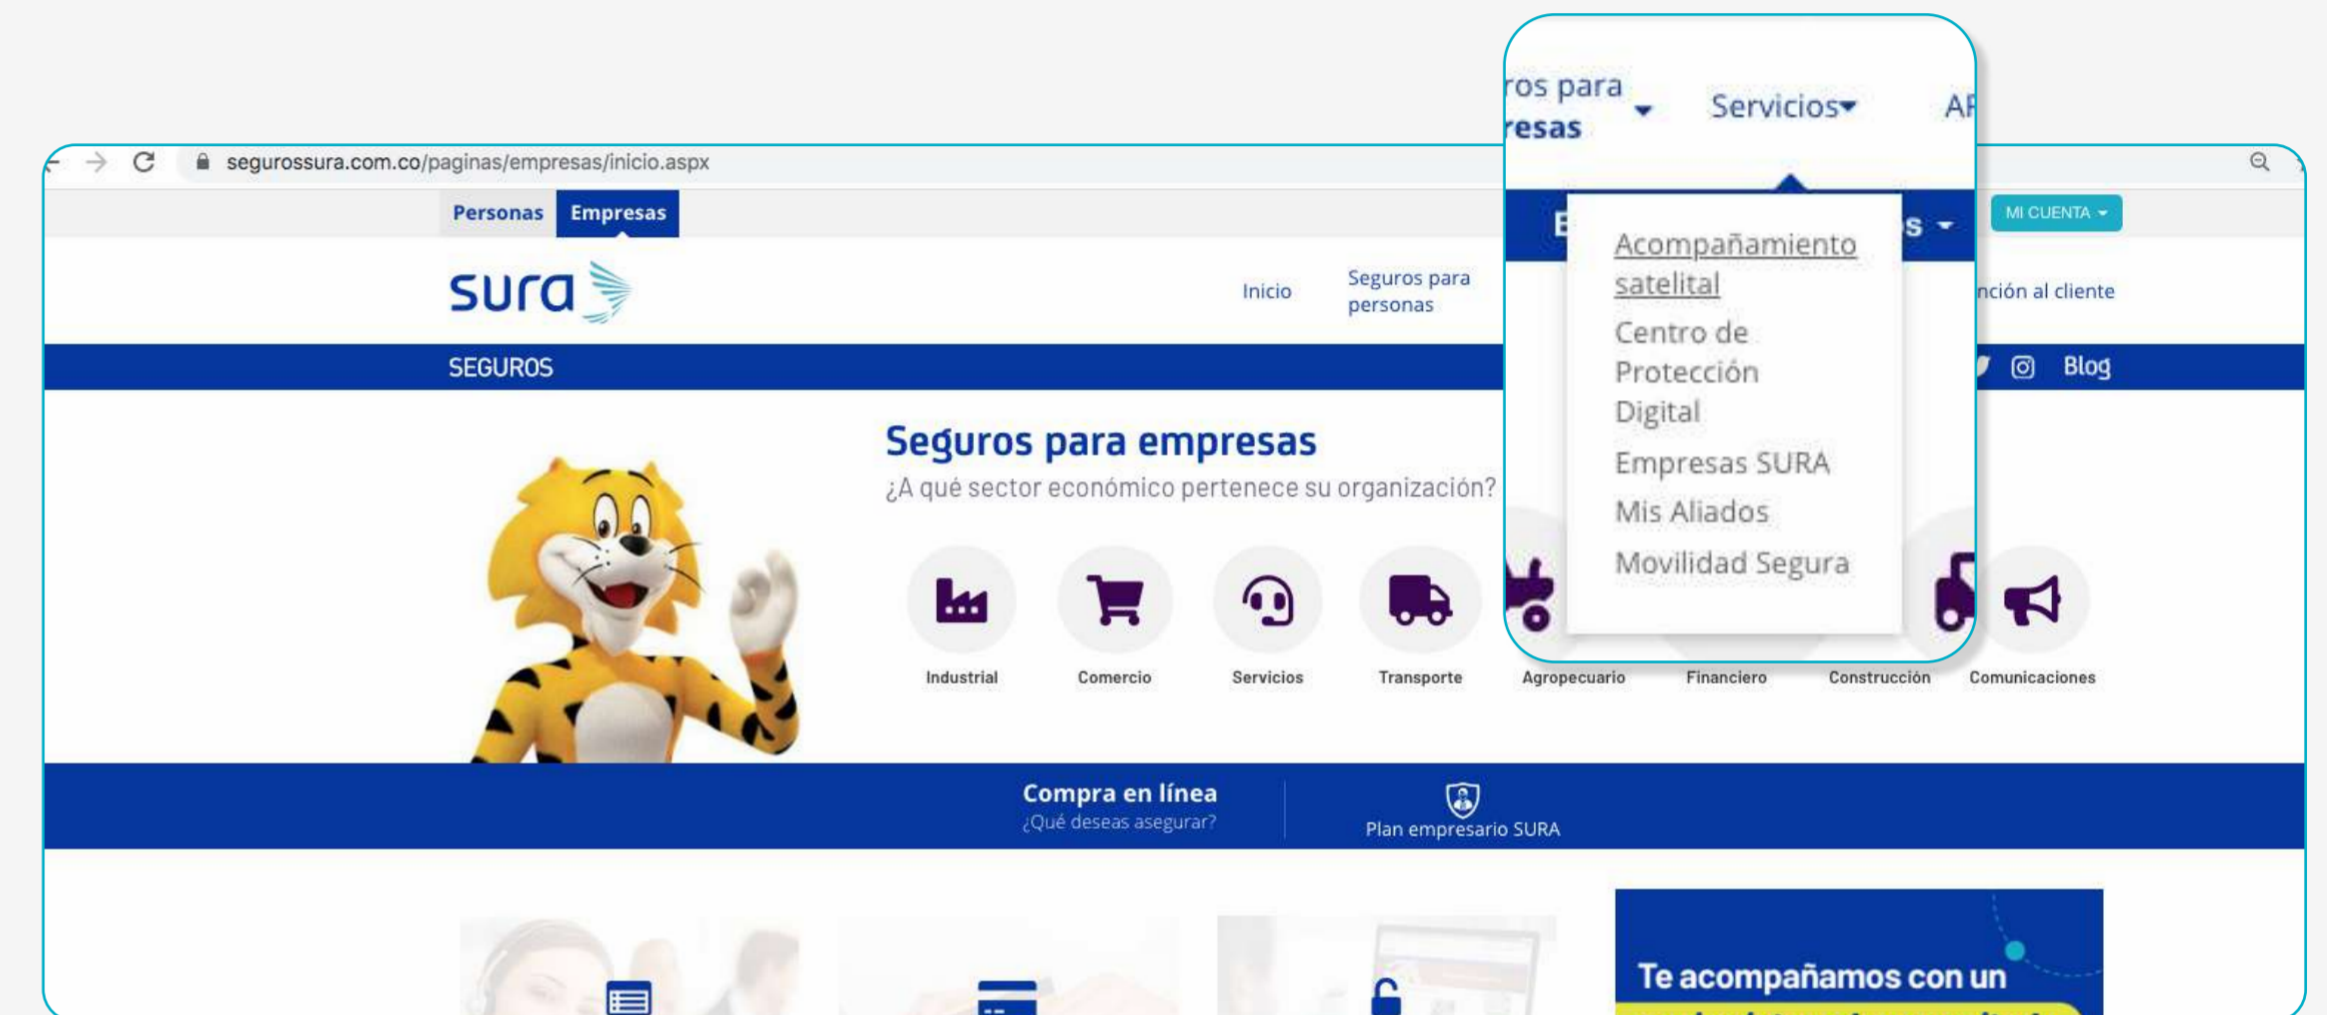 ros para
resas
Servicios
segurossura.com.co/paginas/empresas/inicio.aspx
Personas
Empresas
MI CUENTA
Acompañamiento
satelital
Centro de
Protección
Digital
Empresas SURA
Mis Aliados
Movilidad Segura
sura
Inicio
Seguros para
personas
nción al cliente
SEGUROS
Blog
Seguros para empresas
¿A qué sector económico pertenece su organización?
Industrial
Comercio
Servicios
Transporte
Agropecuario
Financiero
Construcción
Comunicaciones
Compra en línea
¿Qué deseas asegurar?
Plan empresario SURA
Te acompañamos con un